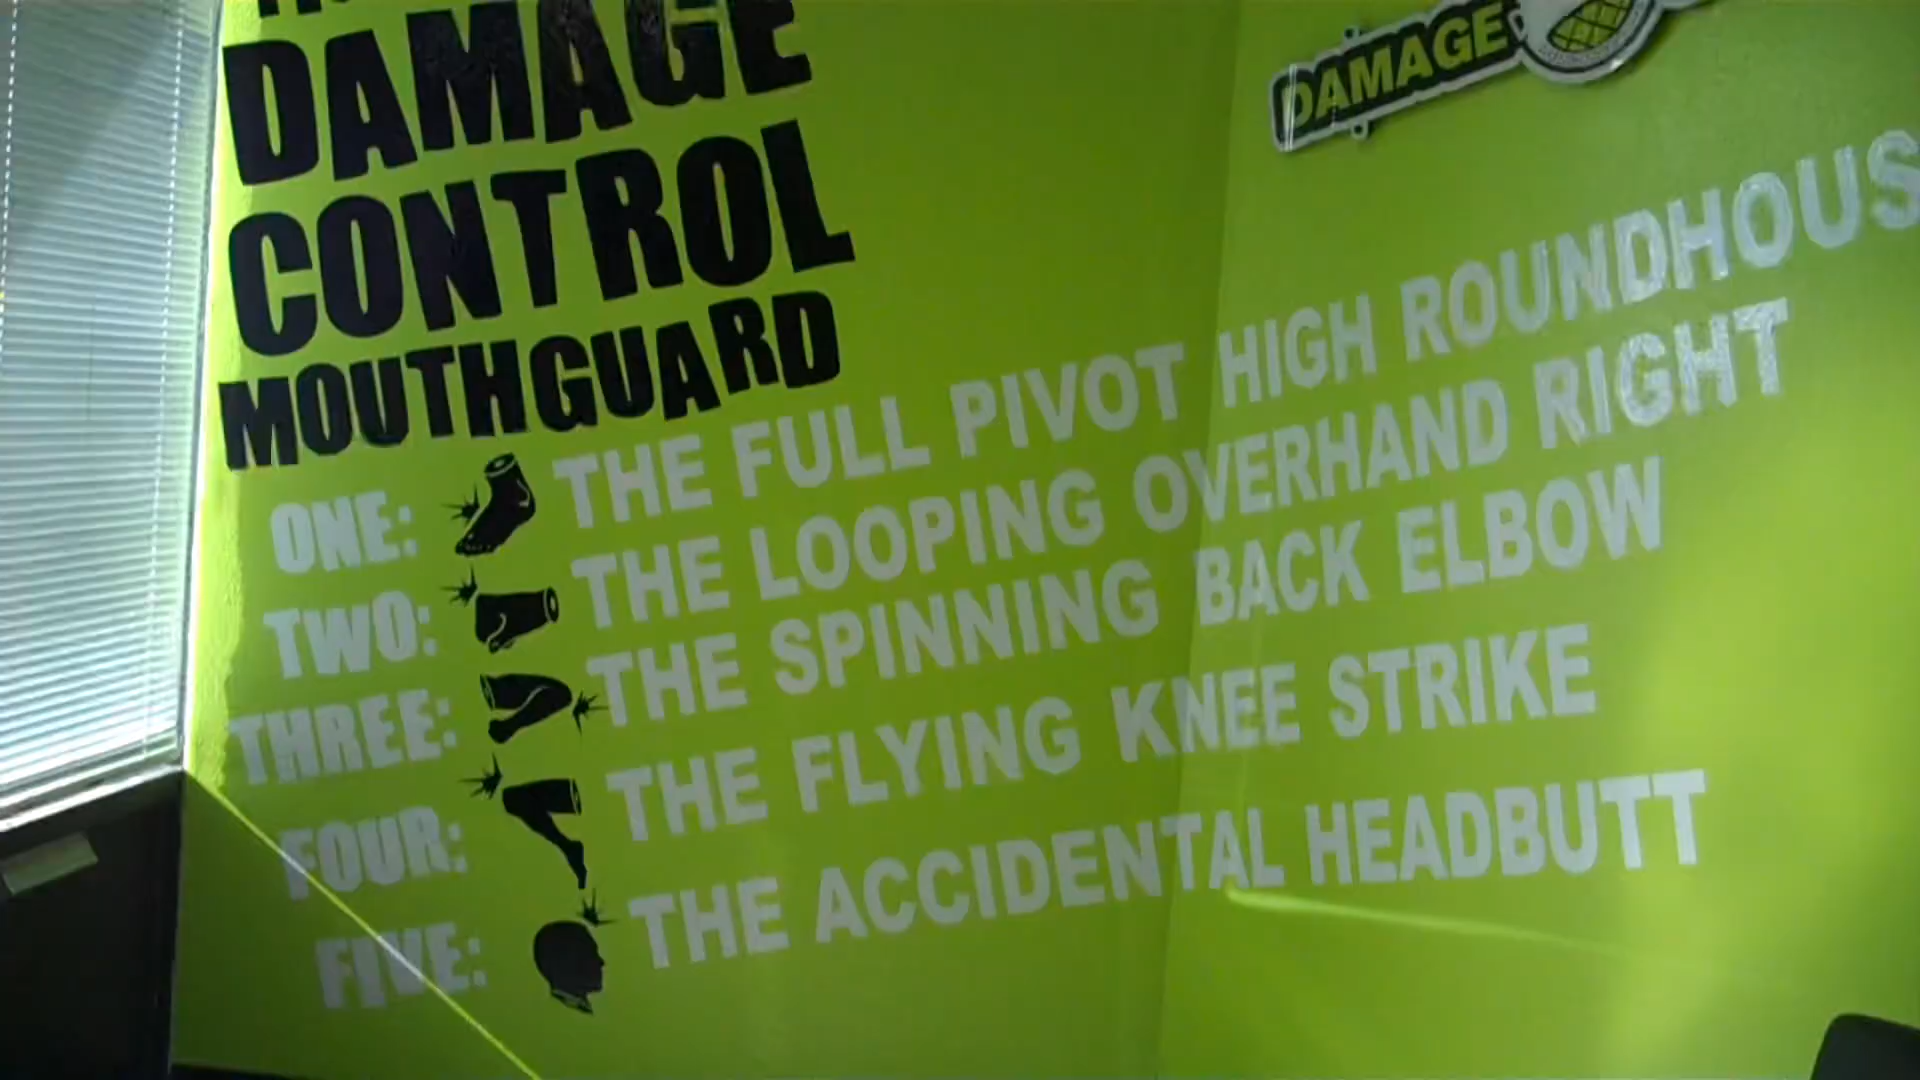 DAMAGE
CONTROL
MOUTHGUARD
DAMAGE
ONE: THE FULL PIVOT HIGH ROUNDHOUS
TWO: THE LOOPING OVERHAND RIGHT
THREE: THE SPINNING BACK ELBOW
FOUR: THE FLYING KNEE STRIKE
FIVE: THE ACCIDENTAL HEADBUTT